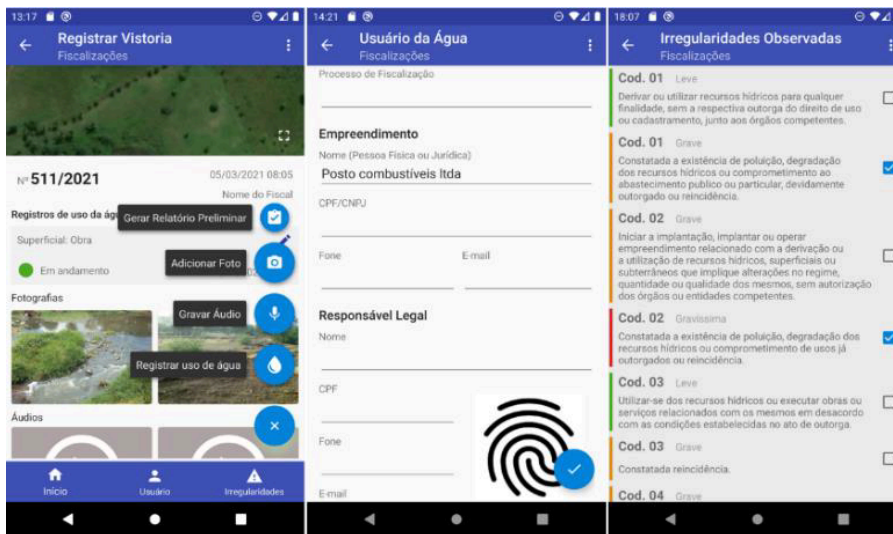 13:17
Registrar Vistoria
Fiscalizações
Nº 511/2021
05/03/2021 08:05
Nome do Fiscal
Registros de uso da
Gerar Relatório Preliminar
Superficial: Obra
Em andamento
Adicionar Foto
Fotografias
Gravar Áudio
Registrar uso de água
Áudios
Início
Usuário
Irregularidades
14:21
Usuário da Água
Fiscalizações
Processo de Fiscalização
Empreendimento
Nome (Pessoa Física ou Jurídica)
Posto combustíveis ltda
CPF/CNPJ
Fone
E-mail
Responsável Legal
Nome
CPF
Fone
E-mail
18:07
Irregularidades Observadas
Fiscalizações
Cod. 01 Leve
Derivar ou utilizar recursos hídricos para qualquer
finalidade, sem a respectiva outorga do direito de uso
ou cadastramento, junto aos órgãos competentes.
Cod. 01 Grave
Constatada a existência de poluição, degradação
dos recursos hídricos ou comprometimento ao
abastecimento publico ou particular, devidamente
outorgado ou reincidência.
Cod. 02 Grave
Iniciar a implantação, implantar ou operar
empreendimento relacionado com a derivação ou
a utilização de recursos hídricos, superficiais ou
subterrâneos que implique alterações no regime,
quantidade ou qualidade dos mesmos, sem autorização
dos órgãos ou entidades competentes.
Cod. 02 Gravíssima
Constatada a existência de poluição, degradação dos
recursos hídricos ou comprometimento de usos já
outorgados ou reincidência.
Cod. 03 Leve
Utilizar-se dos recursos hídricos ou executar obras ou
serviços relacionados com os mesmos em desacordo
com as condições estabelecidas no ato de outorga.
Cod. 03 Grave
Constatada reincidência.
Cod. 04 Grave